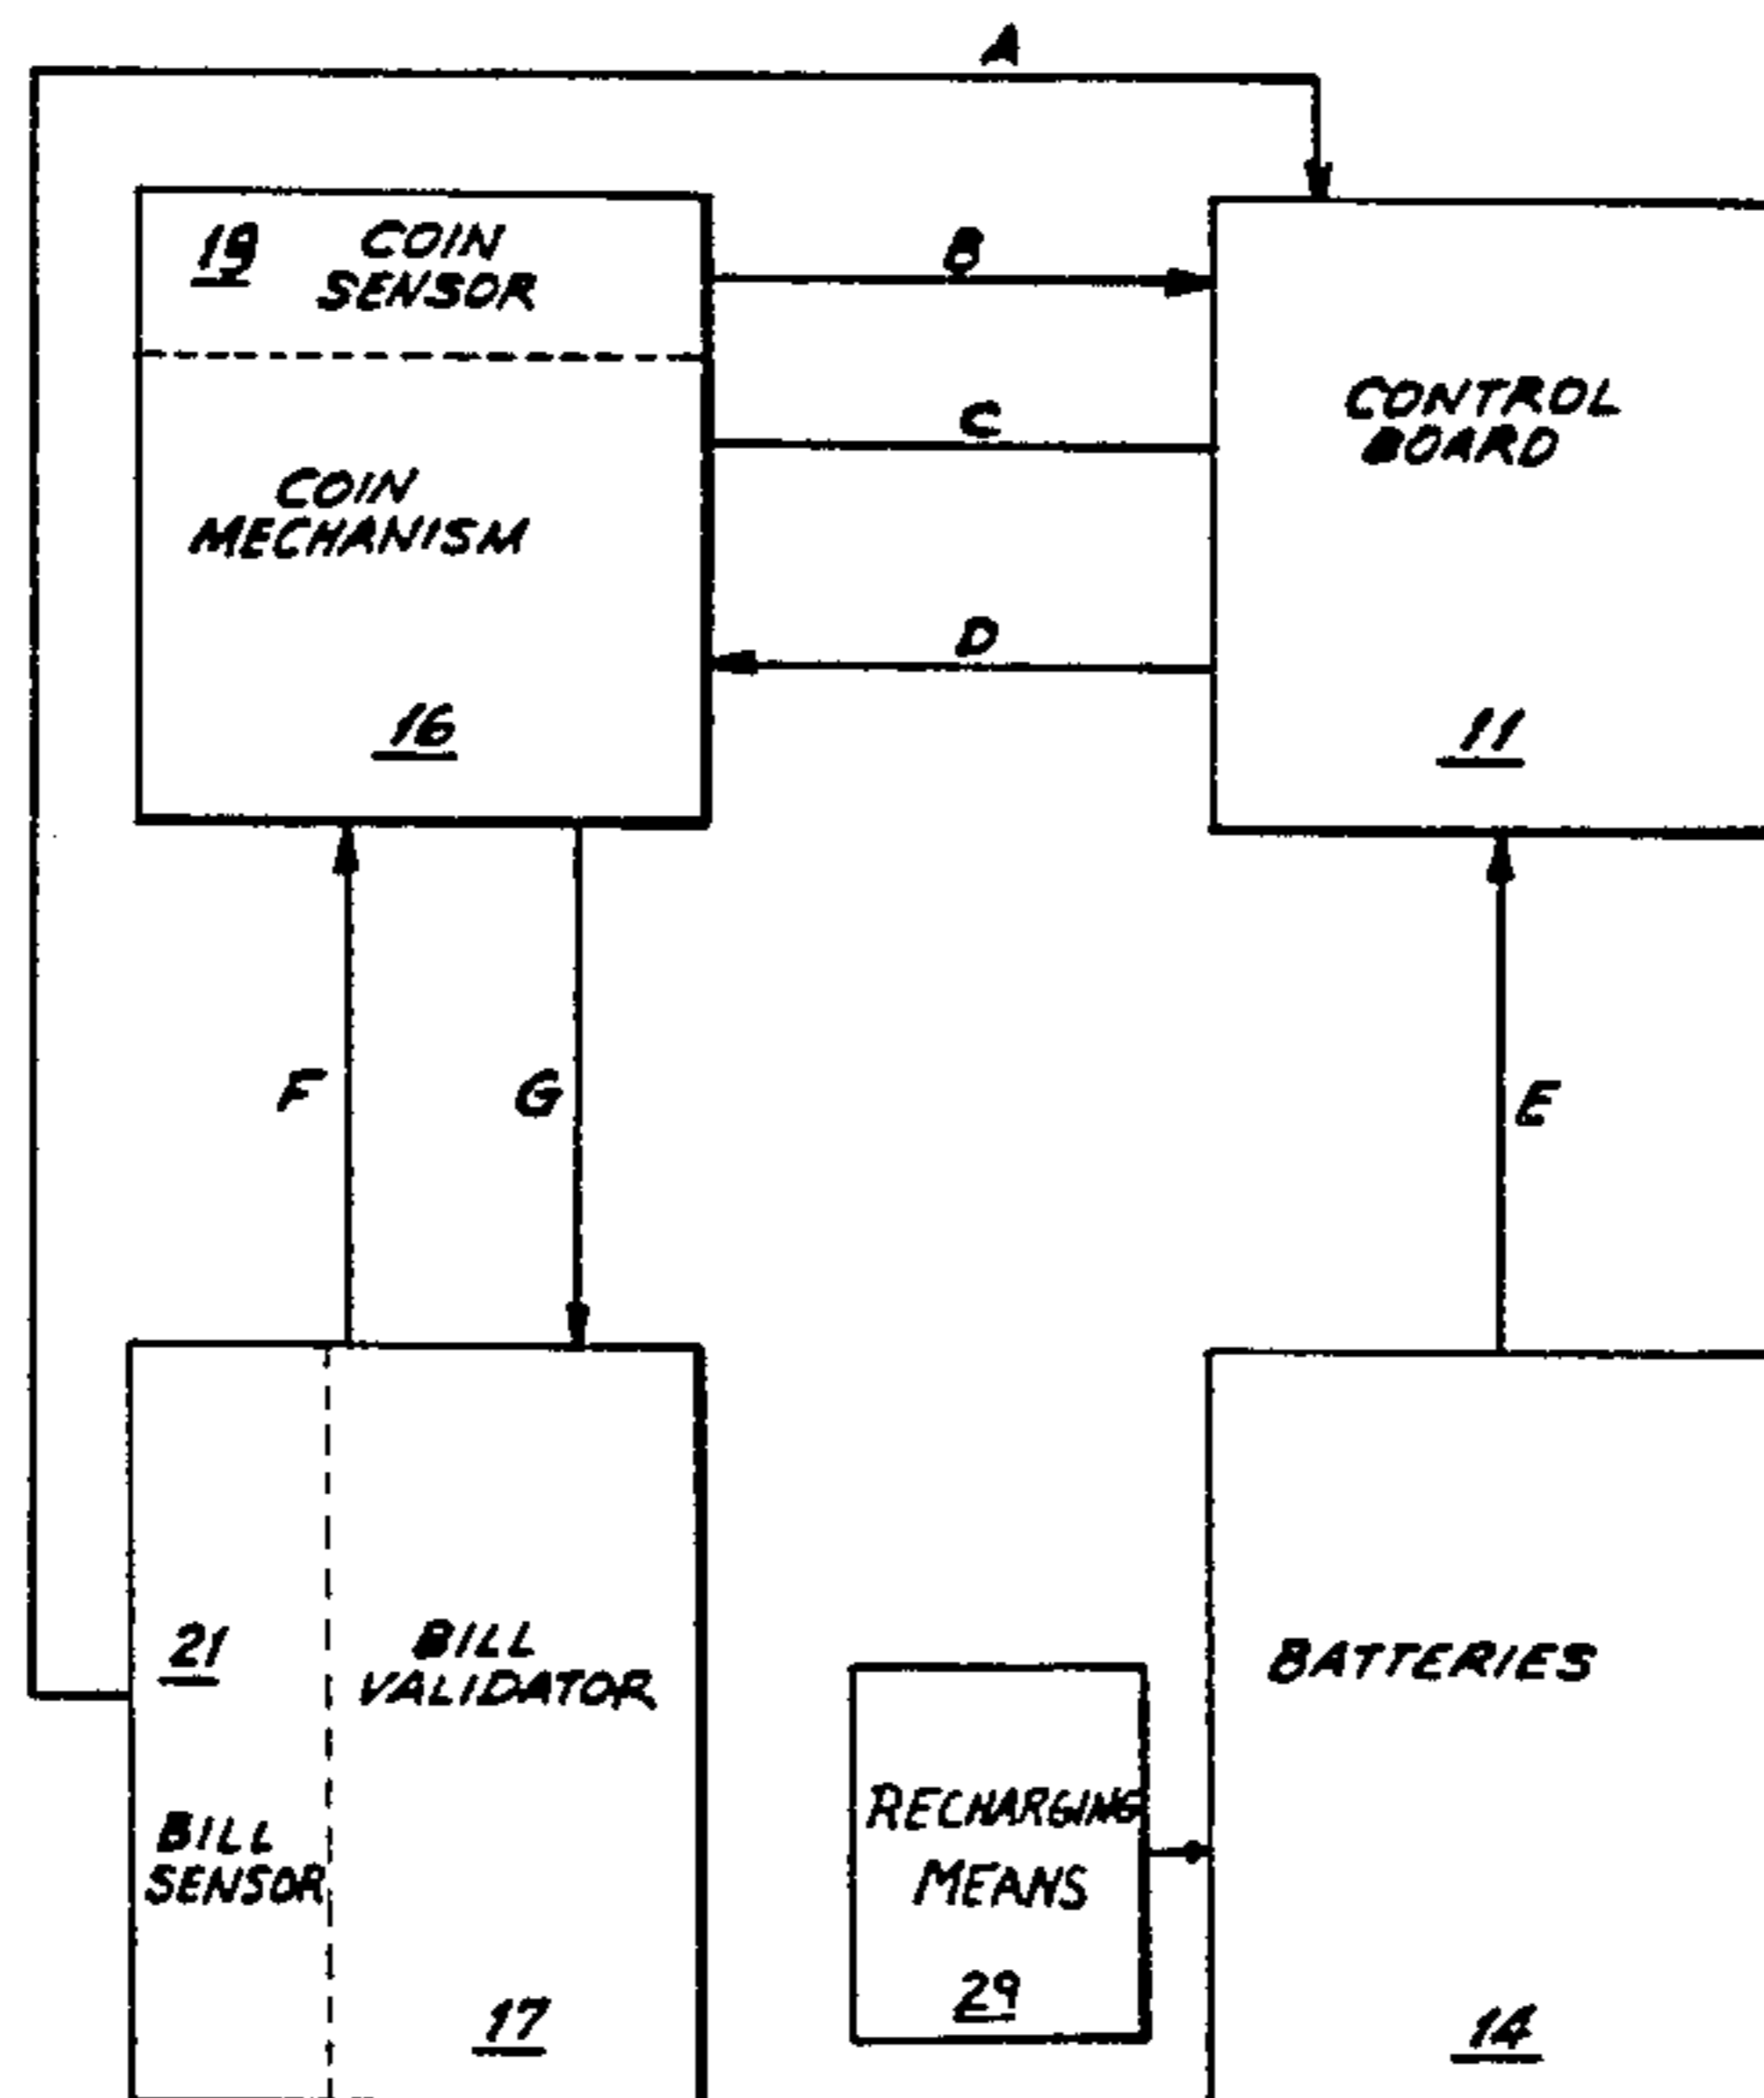 A
19 COIN
SENSOR
B
CONTROL
BOARD
C
COIN
MECHANISM
D
16
11
F
G
E
21
BILL
VALIDATOR
BATTERIES
RECHARGING
MEANS
BILL
SENSOR
29
17
14